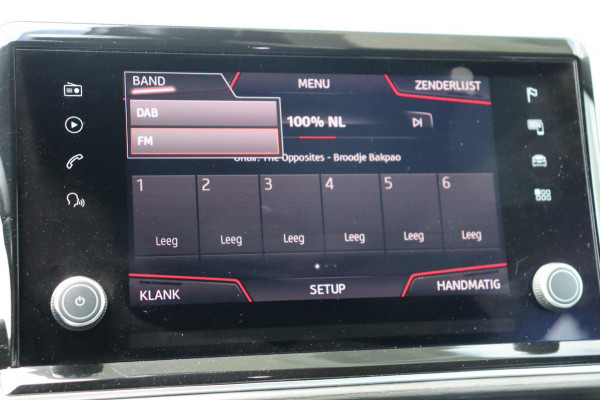 BAND
MENU
ZENDERLIJST
DAB
100% NL
FM
The Opposites - Broodje Bakpao
1 2 3 4 5 6
Leeg Leeg Leeg Leeg Leeg Leeg
KLANK
SETUP
HANDMATIG